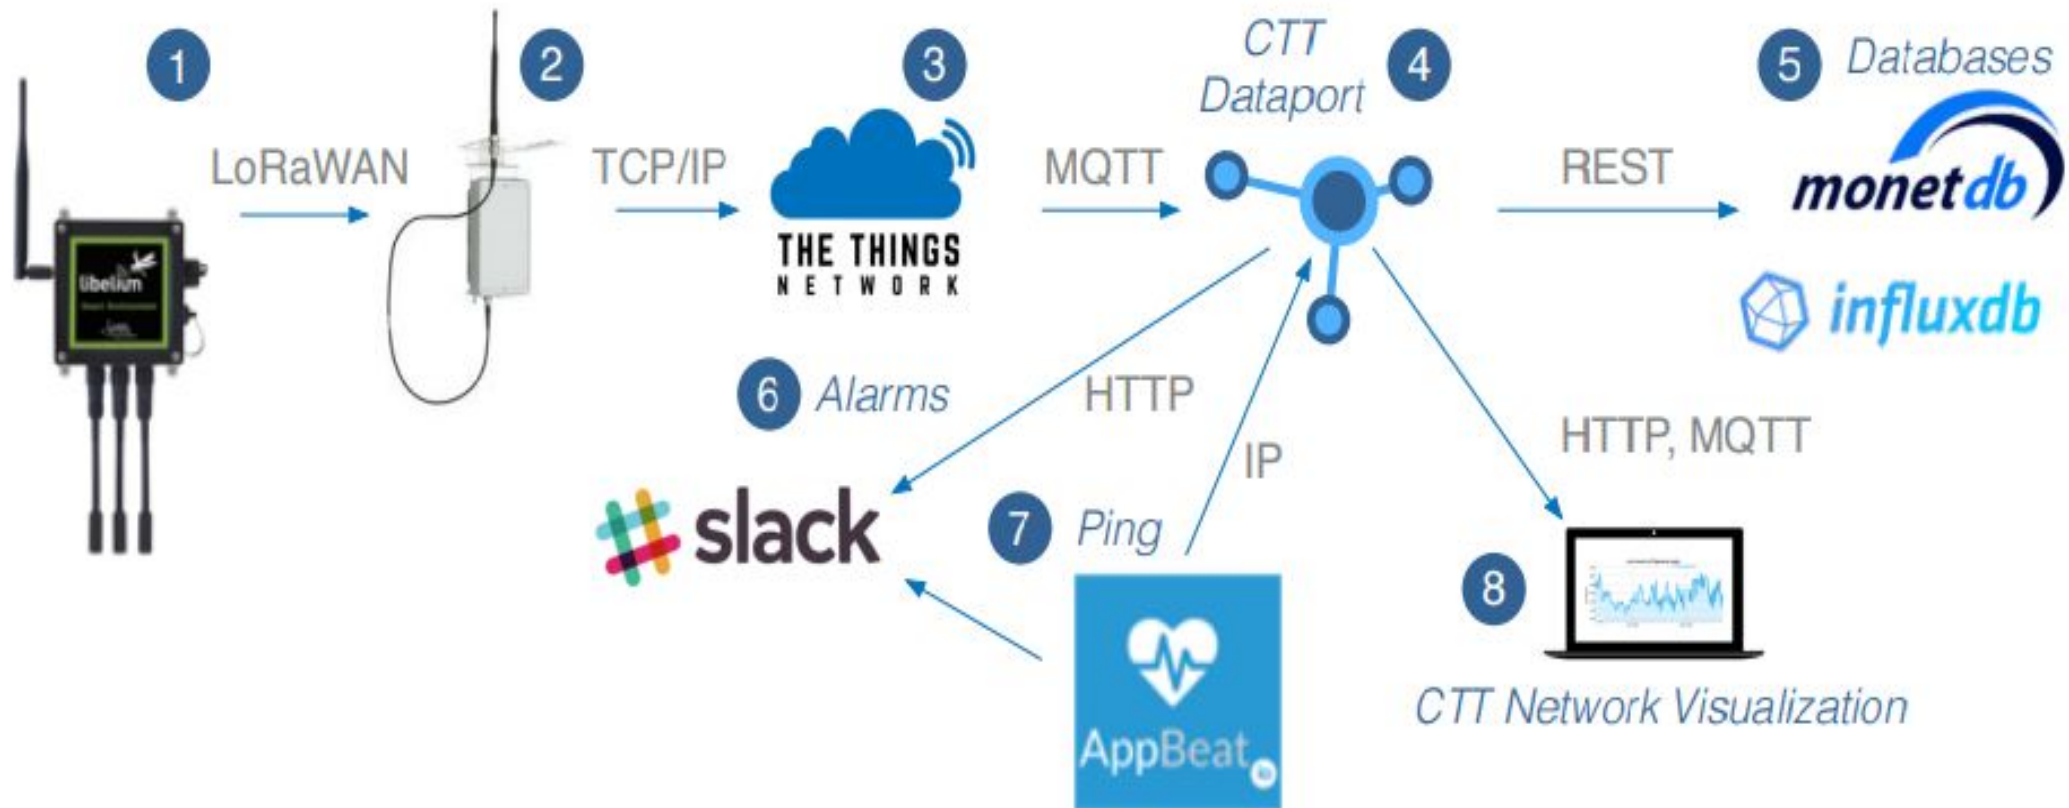 1
2
3
CTT
Dataport
4
5
Databases
LoRaWAN
TCP/IP
MQTT
REST
monetdb
libelium
THE THINGS
NETWORK
influxdb
6
Alarms
HTTP
IP
HTTP, MQTT
slack
7
Ping
8
AppBeat
CTT Network Visualization